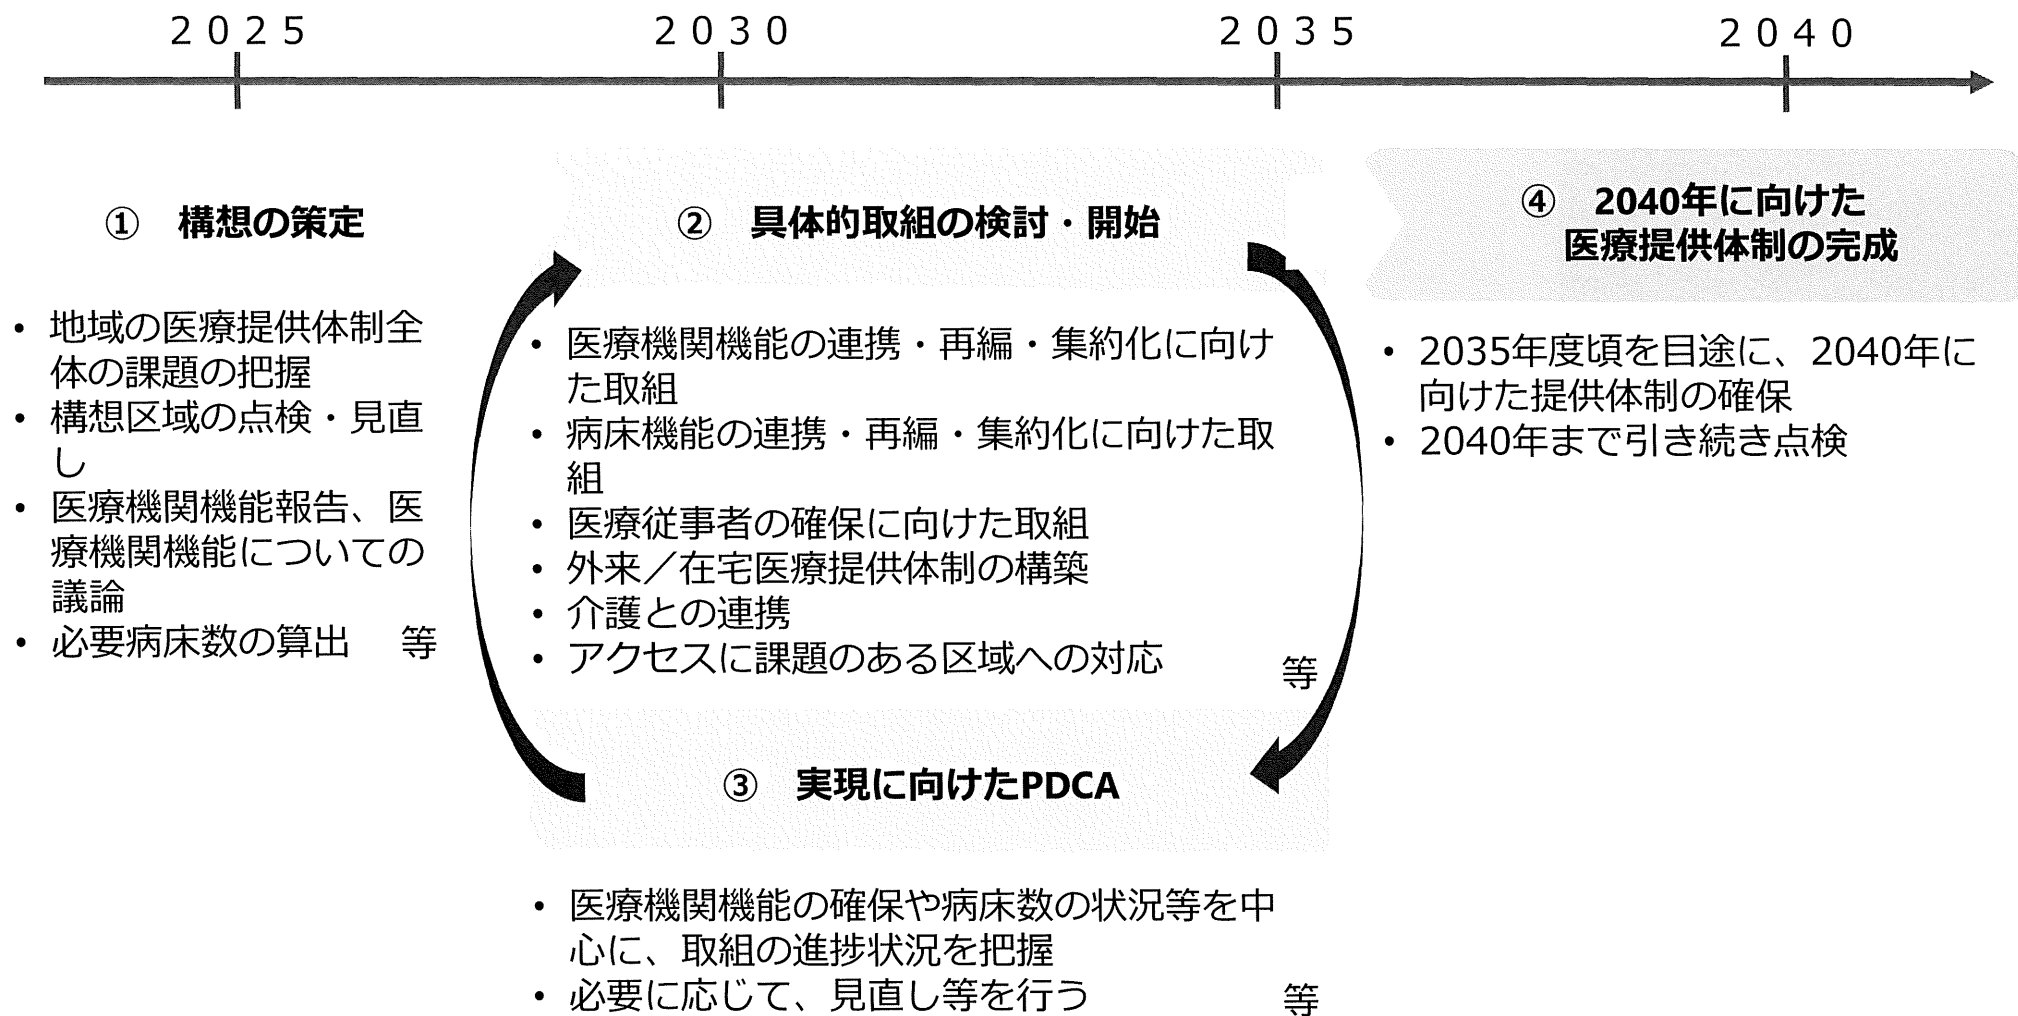 2025
2030
2035
2040
① 構想の策定
• 地域の医療提供体制全
体の課題の把握
• 構想区域の点検・見直
し
• 医療機関機能報告、医
療機関機能についての
議論
• 必要病床数の算出 等
② 具体的取組の検討・開始
• 医療機関機能の連携・再編・集約化に向け
た取組
• 病床機能の連携・再編・集約化に向けた取
組
• 医療従事者の確保に向けた取組
• 外来／在宅医療提供体制の構築
• 介護との連携
• アクセスに課題のある区域への対応
等
③ 実現に向けたPDCA
• 医療機関機能の確保や病床数の状況等を中
心に、取組の進捗状況を把握
• 必要に応じて、見直し等を行う 等
④ 2040年に向けた
医療提供体制の完成
• 2035年度頃を目途に、2040年に
向けた提供体制の確保
• 2040年まで引き続き点検